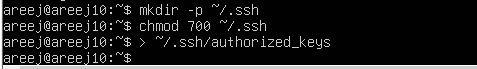 areej@areej10:~$ mkdir -p ~/.ssh
areej@areej10:~$ chmod 700 ~/.ssh
areej@areej10:~$ > ~/.ssh/authorized_keys
areej@areej10:~$